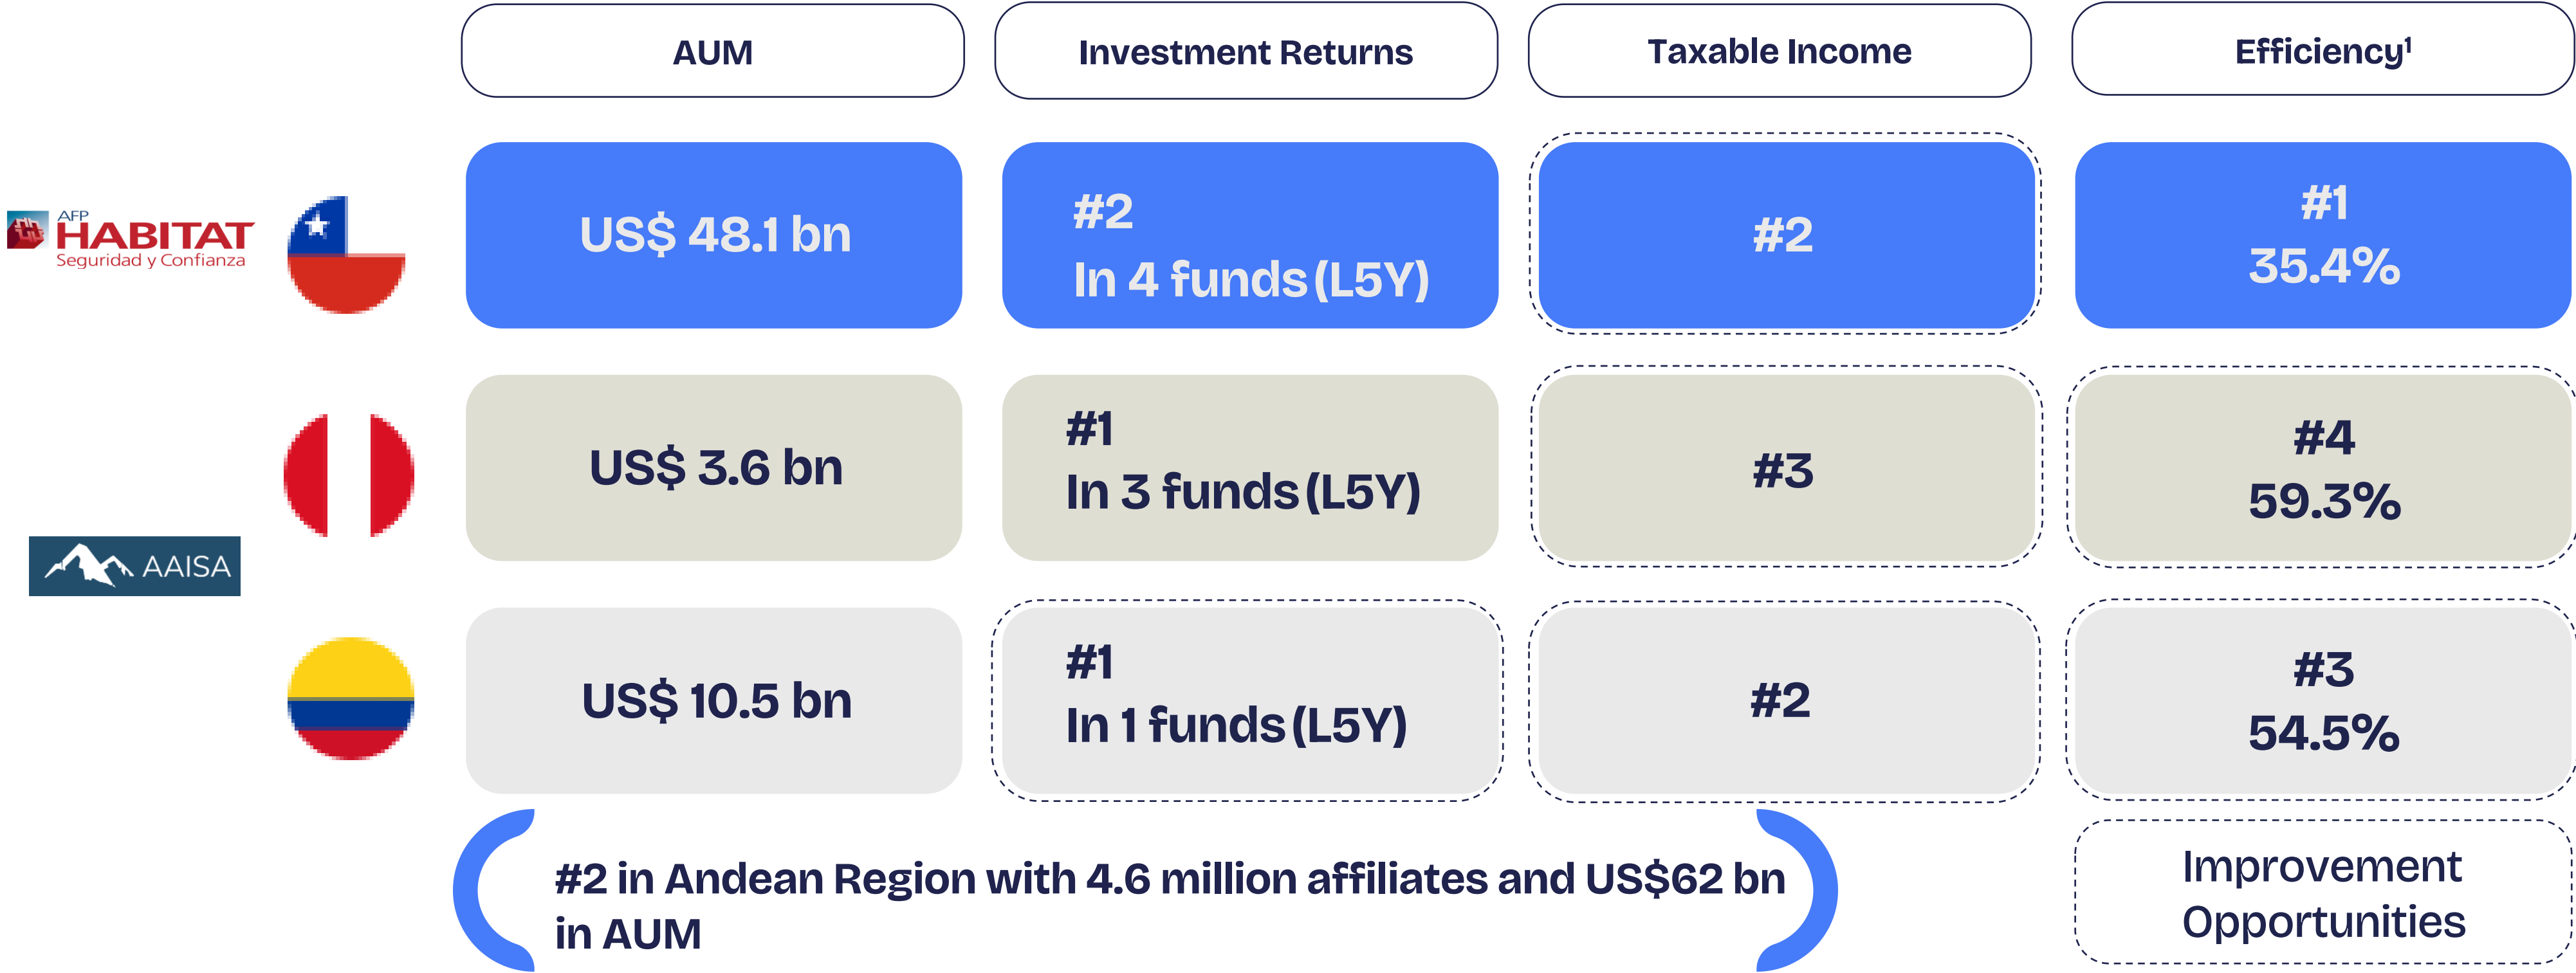 AUM
Investment Returns
Taxable Income
Efficiency¹
AFP
HABITAT
Seguridad y Confianza
US$ 48.1 bn
#2
In 4 funds (L5Y)
#2
#1
35.4%
US$ 3.6 bn
#1
In 3 funds (L5Y)
#3
#4
59.3%
AAISA
US$ 10.5 bn
#1
In 1 funds (L5Y)
#2
#3
54.5%
#2 in Andean Region with 4.6 million affiliates and US$62 bn
in AUM
Improvement
Opportunities